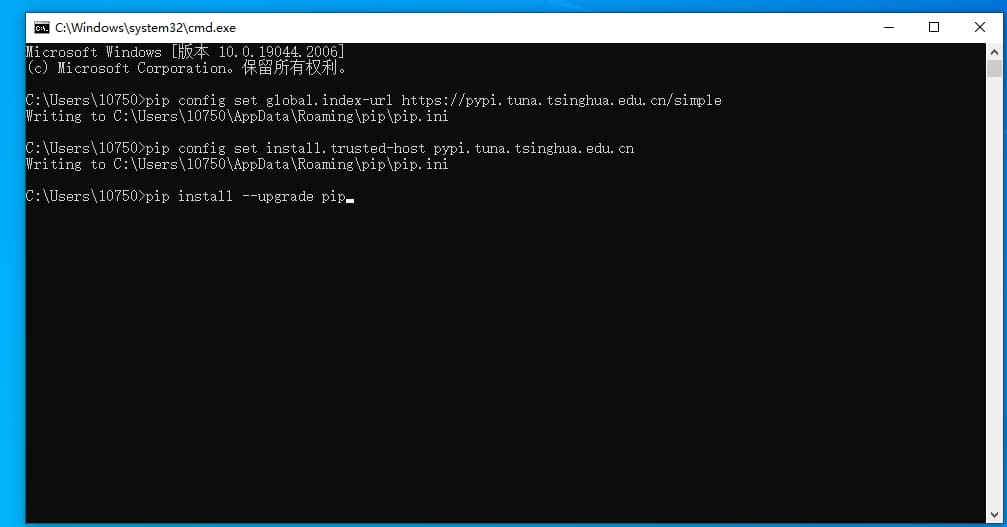 C:\Windows\system32\cmd.exe
Microsoft Windows [版本 10.0.19044.2006]
(c) Microsoft Corporation。保留所有权利。
C:\Users\10750>pip config set global.index-url https://pypi.tuna.tsinghua.edu.cn/simple
Writing to C:\Users\10750\AppData\Roaming\pip\pip.ini
C:\Users\10750>pip config set install.trusted-host pypi.tuna.tsinghua.edu.cn
Writing to C:\Users\10750\AppData\Roaming\pip\pip.ini
C:\Users\10750>pip install --upgrade pip